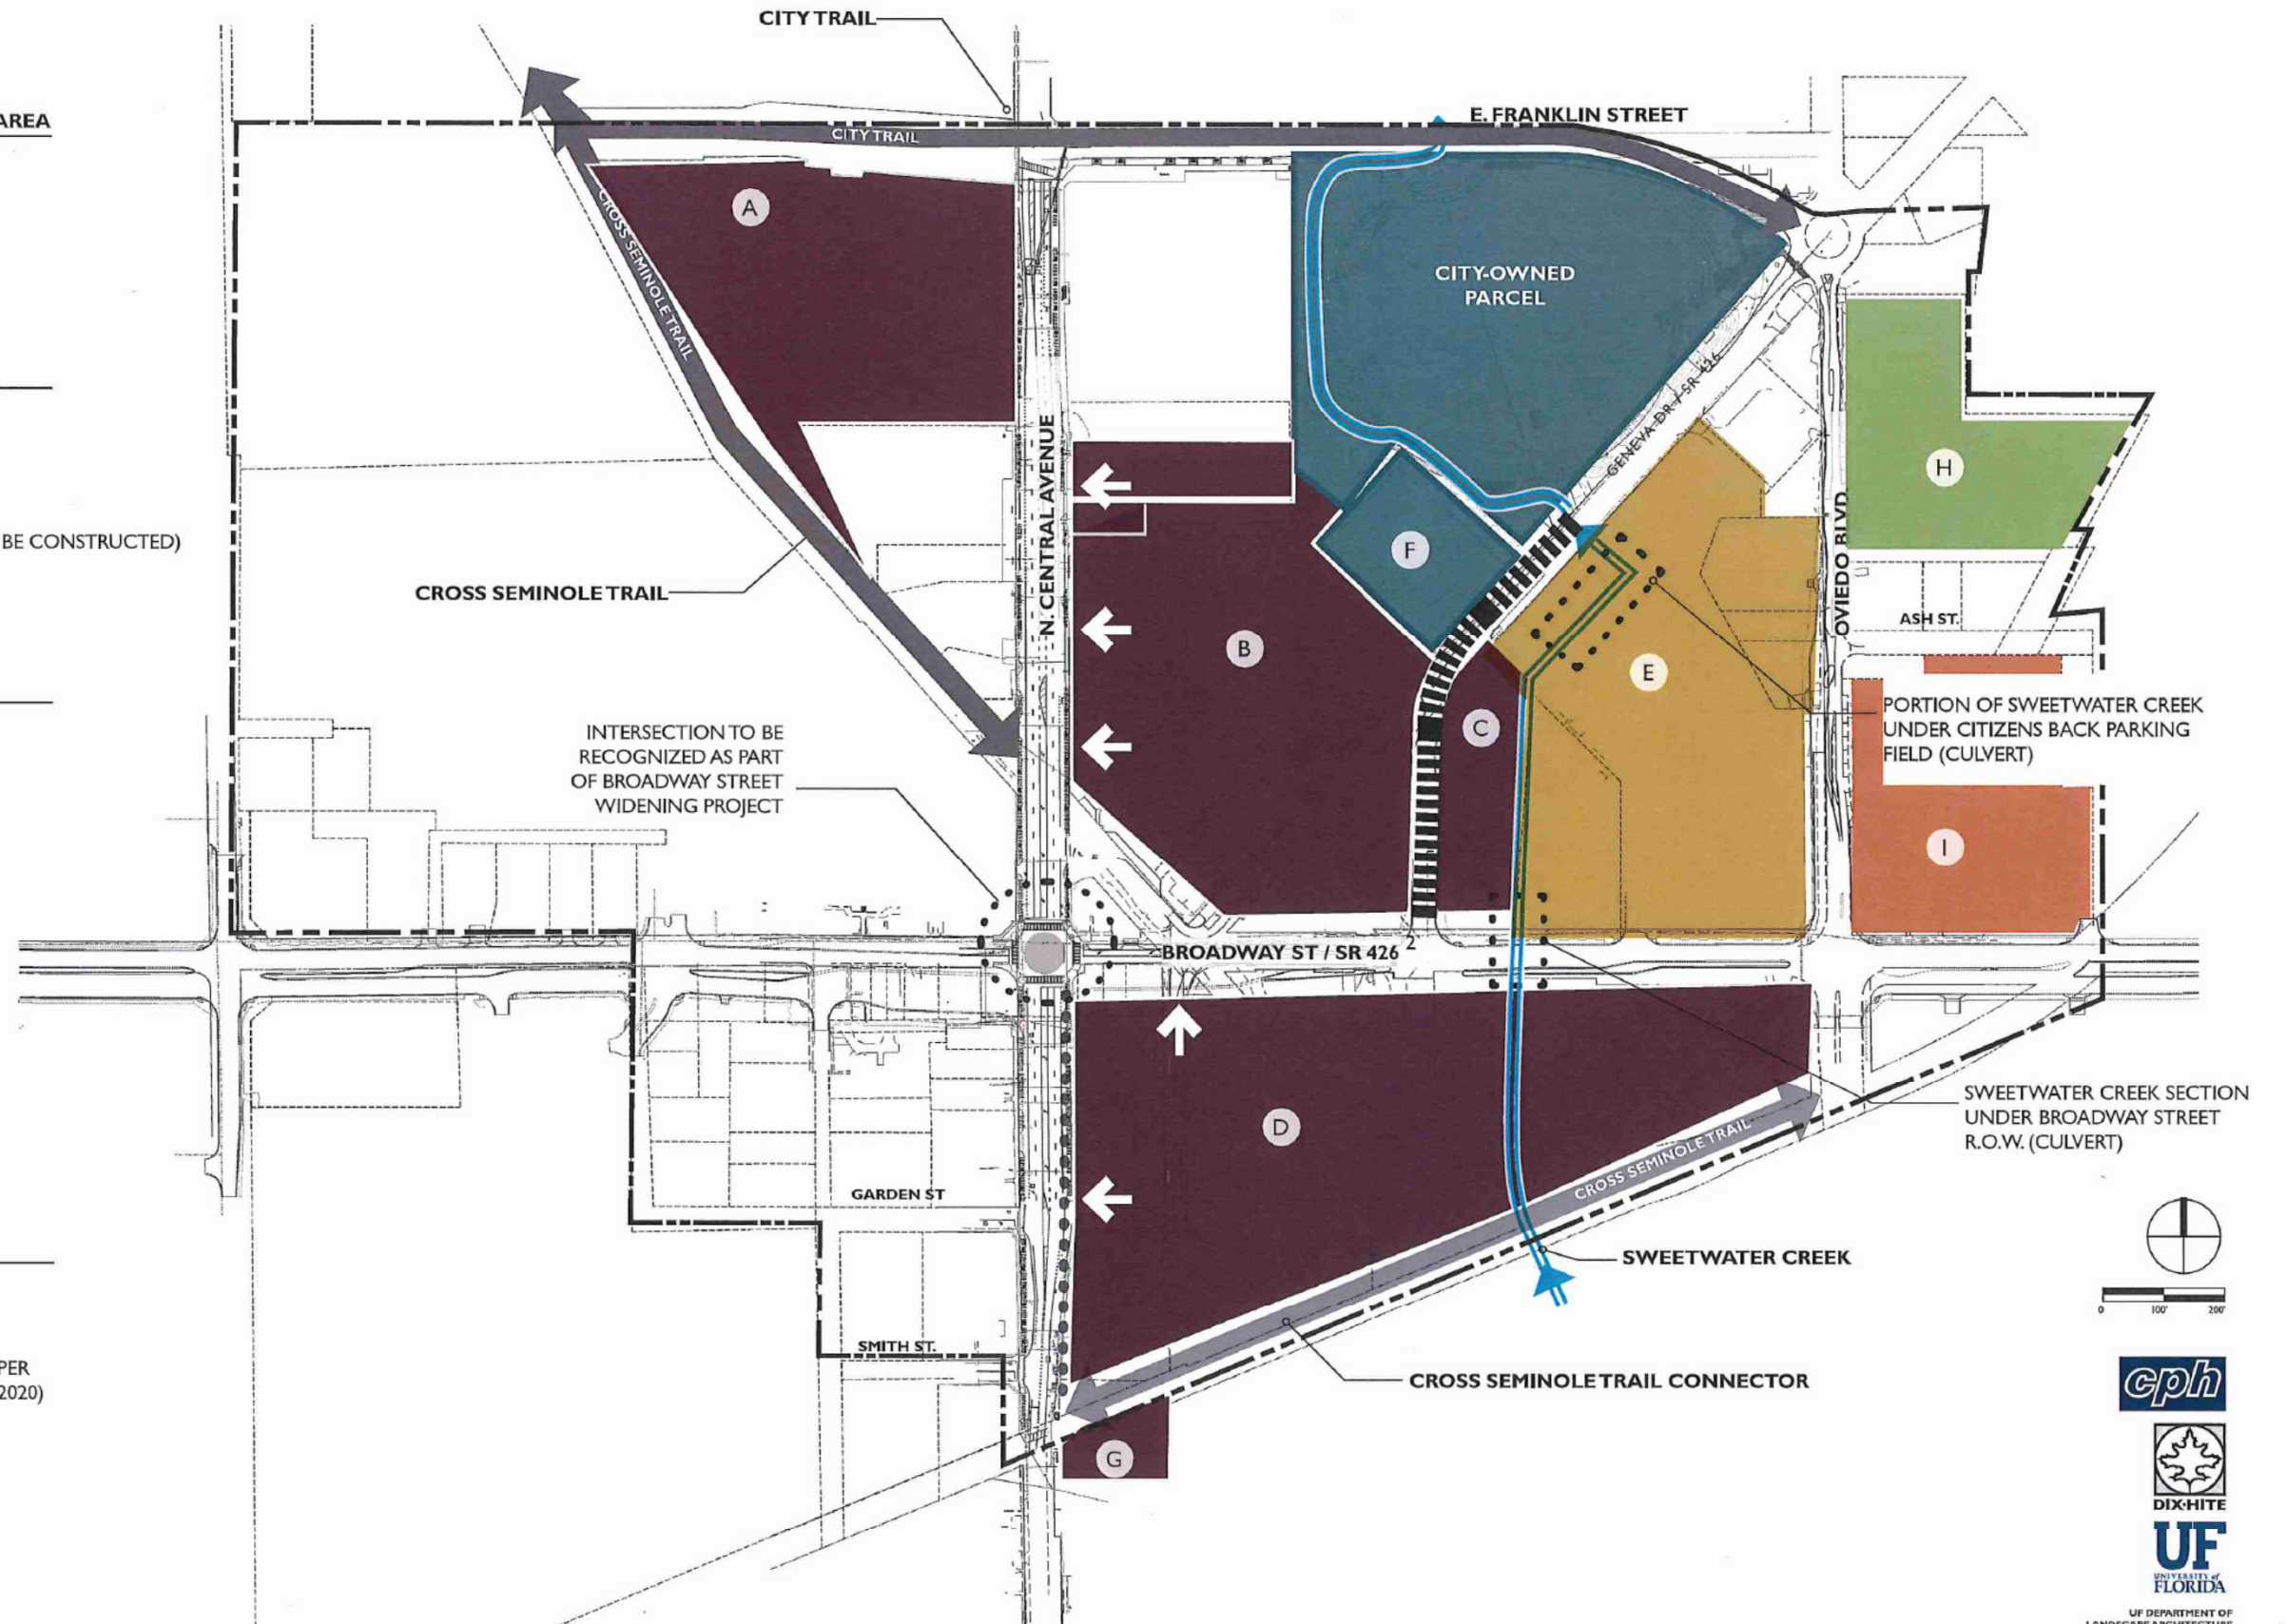 CITY TRAIL
AREA
E. FRANKLIN STREET
CITY TRAIL
A
CROSS SEMINOLE TRAIL
CITY-OWNED
PARCEL
GENEVA DR / SR 426
N. CENTRAL AVENUE
H
OVIEDO BLVD
BE CONSTRUCTED)
F
CROSS SEMINOLE TRAIL
ASH ST.
B
E
C
PORTION OF SWEETWATER CREEK
UNDER CITIZENS BACK PARKING
FIELD (CULVERT)
INTERSECTION TO BE
RECOGNIZED AS PART
OF BROADWAY STREET
WIDENING PROJECT
I
BROADWAY ST / SR 426
2
SWEETWATER CREEK SECTION
UNDER BROADWAY STREET
R.O.W. (CULVERT)
D
CROSS SEMINOLE TRAIL
GARDEN ST
SWEETWATER CREEK
0 100' 200'
SMITH ST.
PER
2020)
CROSS SEMINOLE TRAIL CONNECTOR
cph
G
DIX·HITE
UF
UNIVERSITY of
FLORIDA
UF DEPARTMENT OF
LANDSCAPE ARCHITECTURE